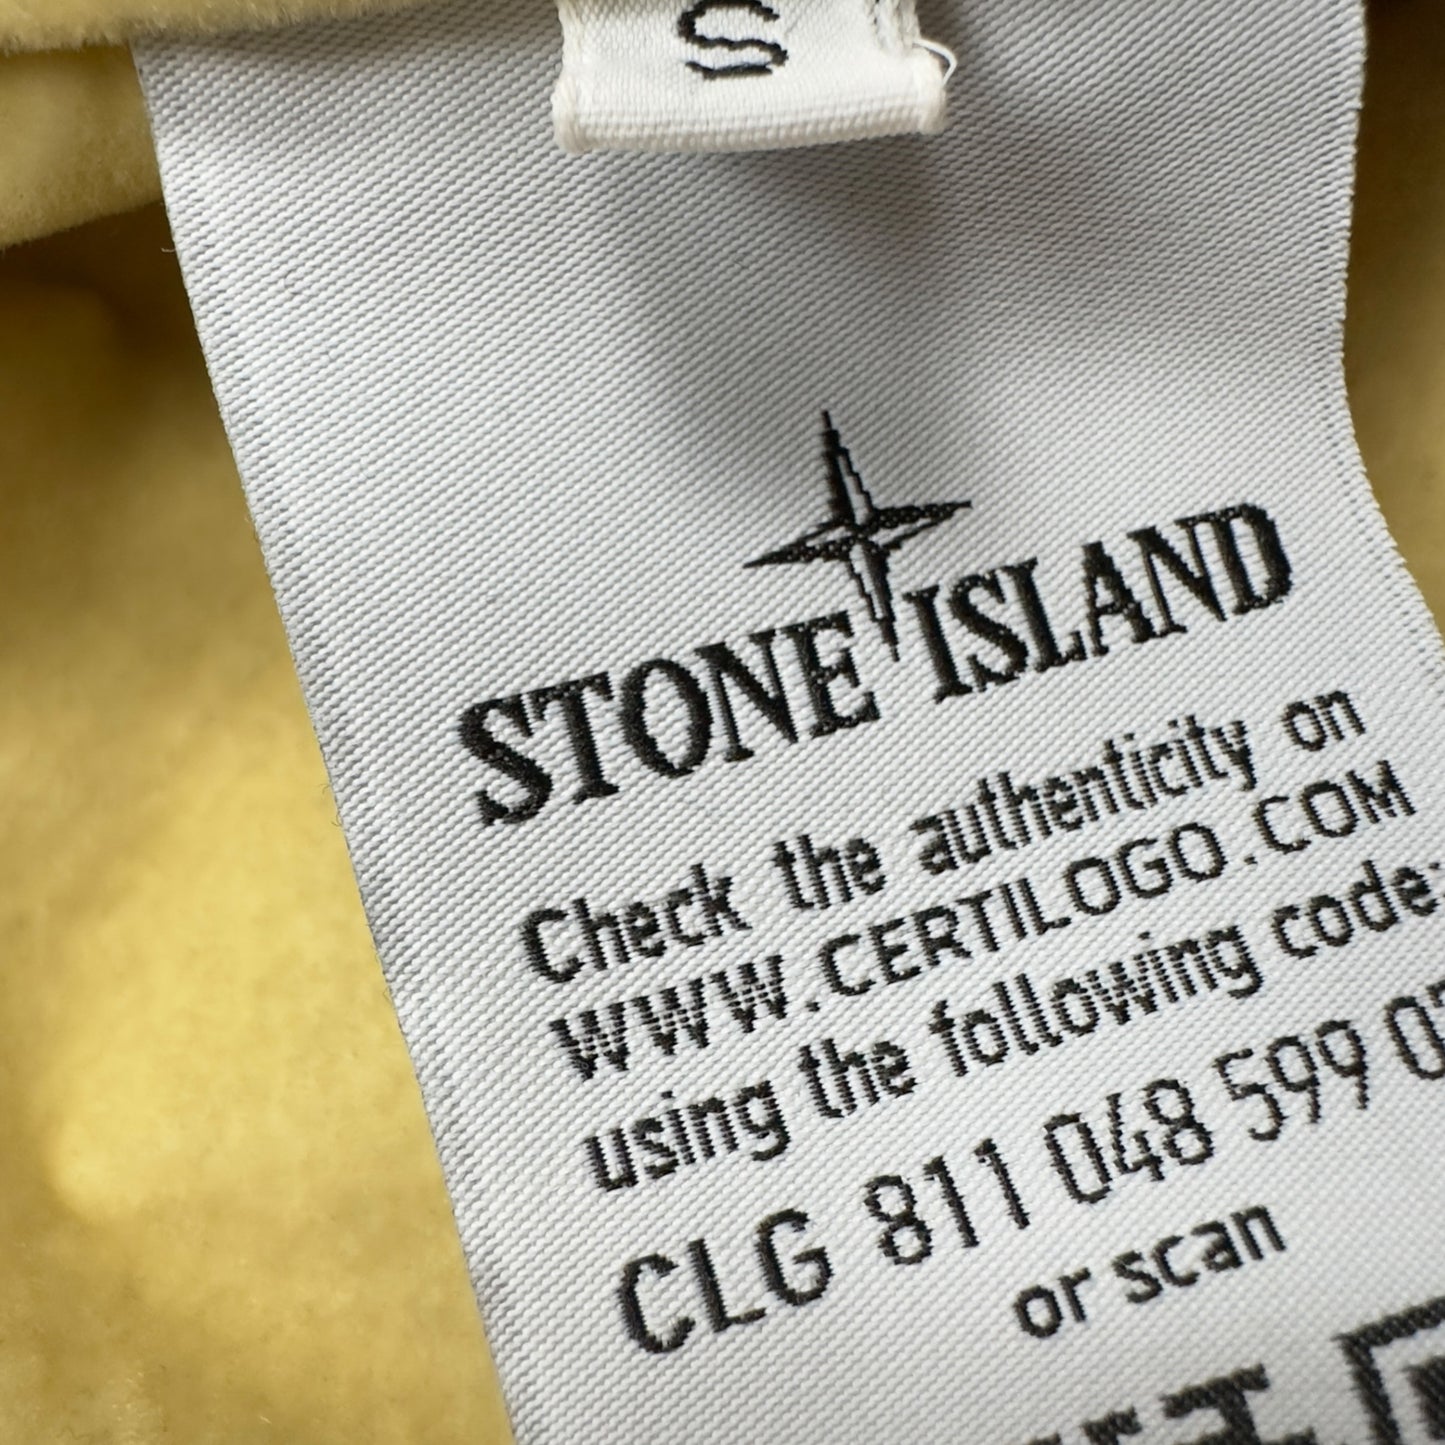 S
STONE ISLAND
Check the authenticity on
WWW.CERTILOGO.COM
using the following code:
CLG 811 048 599 0
or scan